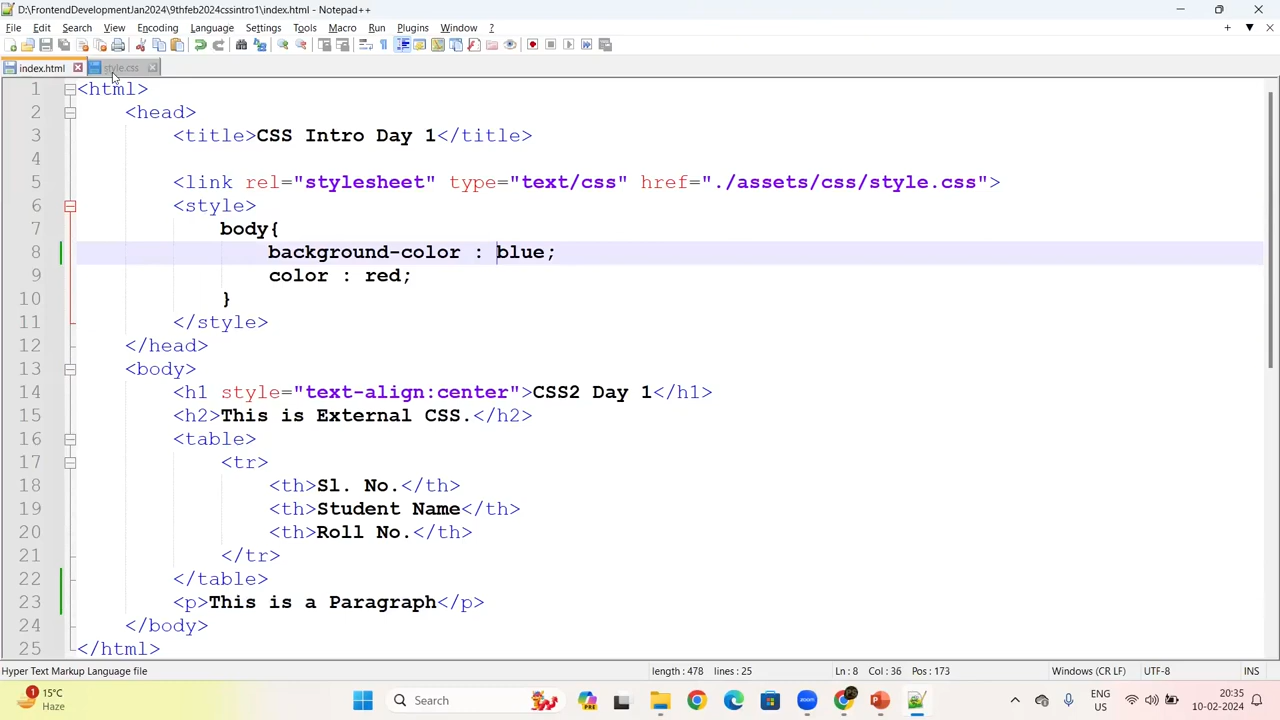 D:\FrontendDevelopmentJan2024\9thfeb2024cssintro1\index.html - Notepad++
File Edit Search View Encoding Language Settings Tools Macro Run Plugins Window ?
index.html style.css
1 <html>
2 <head>
3 <title>CSS Intro Day 1</title>
4
5 <link rel="stylesheet" type="text/css" href="./assets/css/style.css">
6 <style>
7 body{
8 background-color : blue;
9 color : red;
10 }
11 </style>
12 </head>
13 <body>
14 <h1 style="text-align:center">CSS2 Day 1</h1>
15 <h2>This is External CSS.</h2>
16 <table>
17 <tr>
18 <th>Sl. No.</th>
19 <th>Student Name</th>
20 <th>Roll No.</th>
21 </tr>
22 </table>
23 <p>This is a Paragraph</p>
24 </body>
25 </html>
Hyper Text Markup Language file length : 478 lines : 25 Ln : 8 Col : 36 Pos : 173 Windows (CR LF) UTF-8 INS
1 15°C Haze Search PRE ENG US 20:35 10-02-2024